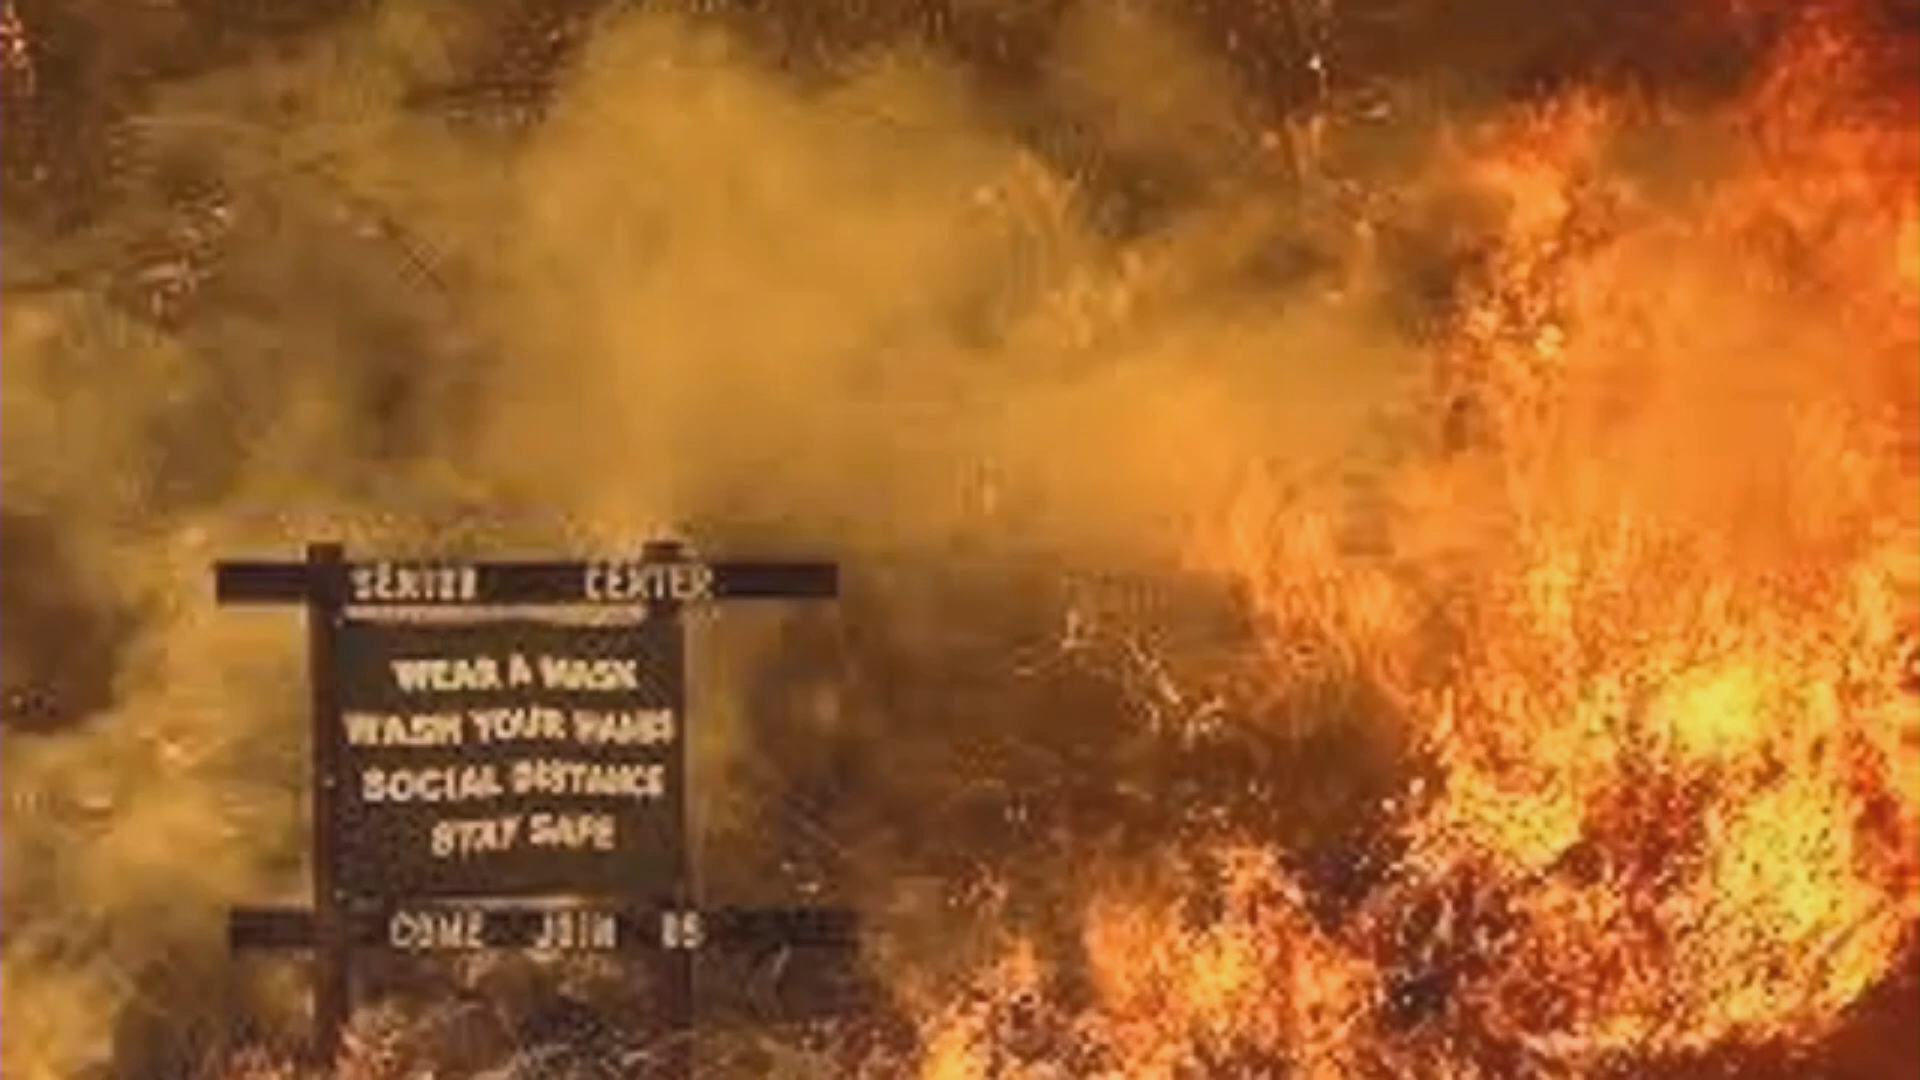 SENIOR CENTER
WEAR A MASK
WASH YOUR HANDS
SOCIAL DISTANCE
STAY SAFE
COME JOIN US